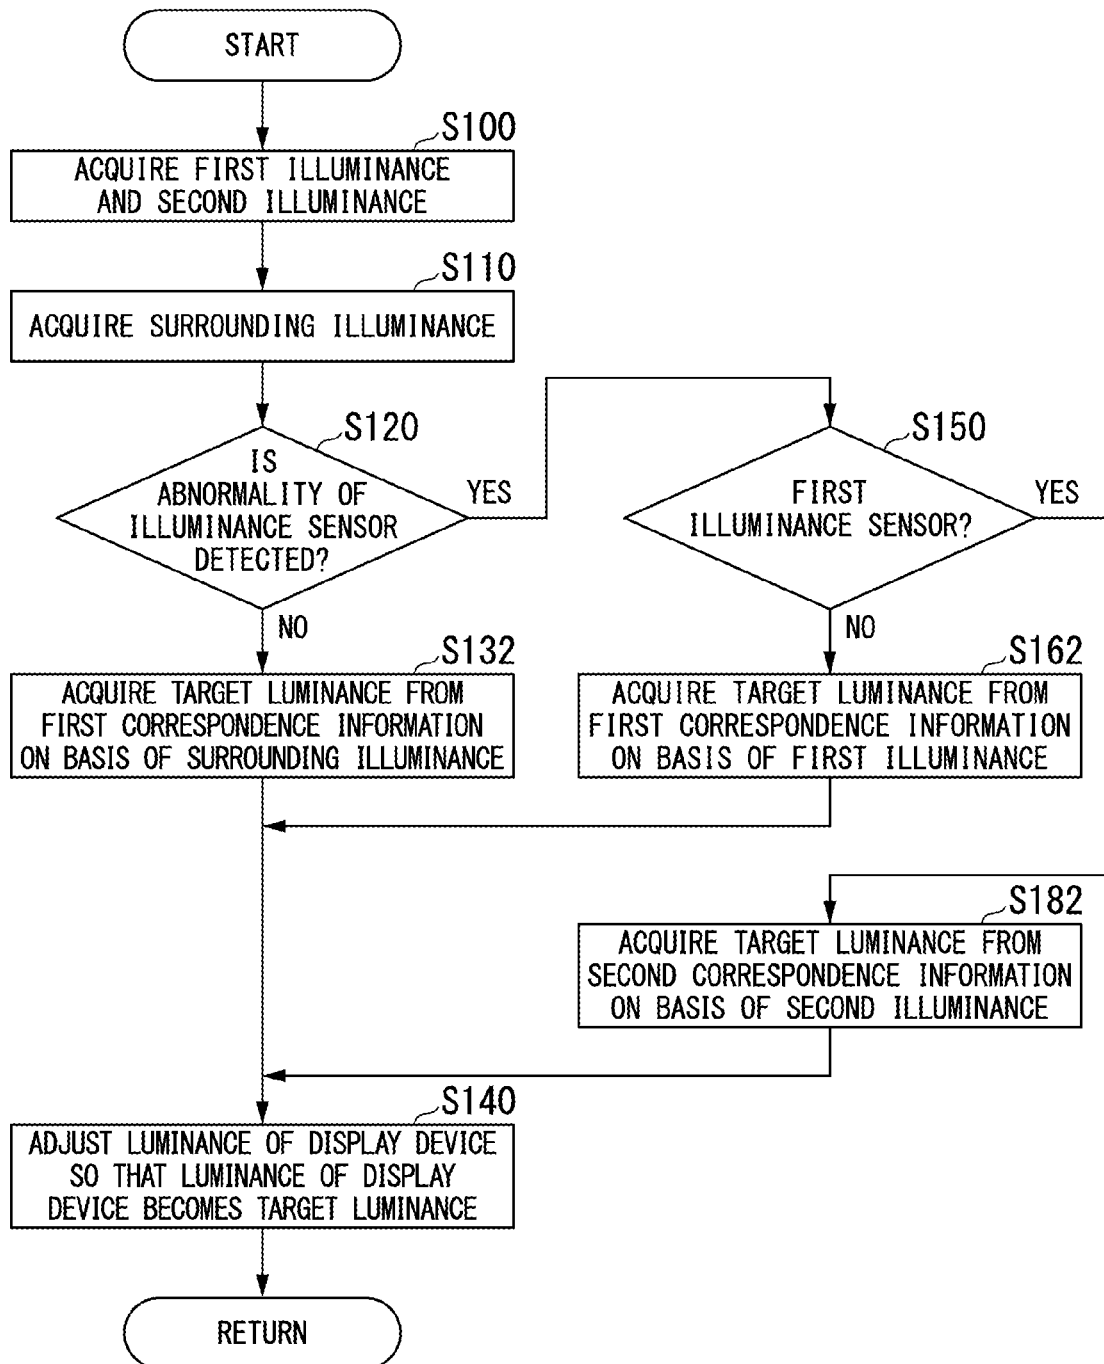 START
S100
ACQUIRE FIRST ILLUMINANCE
AND SECOND ILLUMINANCE
S110
ACQUIRE SURROUNDING ILLUMINANCE
S120
IS
ABNORMALITY OF
ILLUMINANCE SENSOR
DETECTED?
YES
NO
S150
FIRST
ILLUMINANCE SENSOR?
YES
NO
S132
ACQUIRE TARGET LUMINANCE FROM
FIRST CORRESPONDENCE INFORMATION
ON BASIS OF SURROUNDING ILLUMINANCE
S162
ACQUIRE TARGET LUMINANCE FROM
FIRST CORRESPONDENCE INFORMATION
ON BASIS OF FIRST ILLUMINANCE
S182
ACQUIRE TARGET LUMINANCE FROM
SECOND CORRESPONDENCE INFORMATION
ON BASIS OF SECOND ILLUMINANCE
S140
ADJUST LUMINANCE OF DISPLAY DEVICE
SO THAT LUMINANCE OF DISPLAY
DEVICE BECOMES TARGET LUMINANCE
RETURN